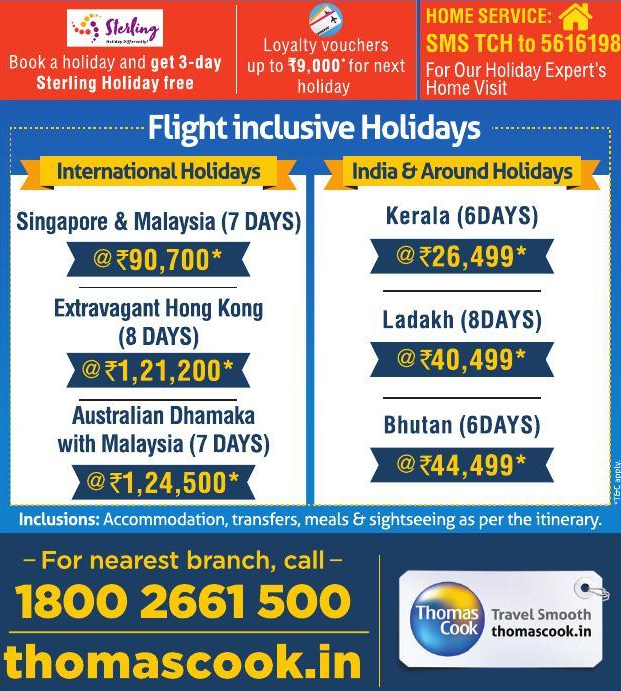 Sterling
Holiday Differently!
Book a holiday and get 3-day
Sterling Holiday free
Loyalty vouchers
up to ₹9,000* for next
holiday
HOME SERVICE:
SMS TCH to 5616198
For Our Holiday Expert's
Home Visit
Flight inclusive Holidays
International Holidays
Singapore & Malaysia (7 DAYS)
@ ₹90,700*
Extravagant Hong Kong
(8 DAYS)
@ ₹1,21,200*
Australian Dhamaka
with Malaysia (7 DAYS)
@ ₹1,24,500*
India & Around Holidays
Kerala (6DAYS)
@ ₹26,499*
Ladakh (8DAYS)
@ ₹40,499*
Bhutan (6DAYS)
@ ₹44,499*
*T&C apply.
Inclusions: Accommodation, transfers, meals & sightseeing as per the itinerary.
– For nearest branch, call –
1800 2661 500
thomascook.in
Thomas
Cook
Travel Smooth
thomascook.in